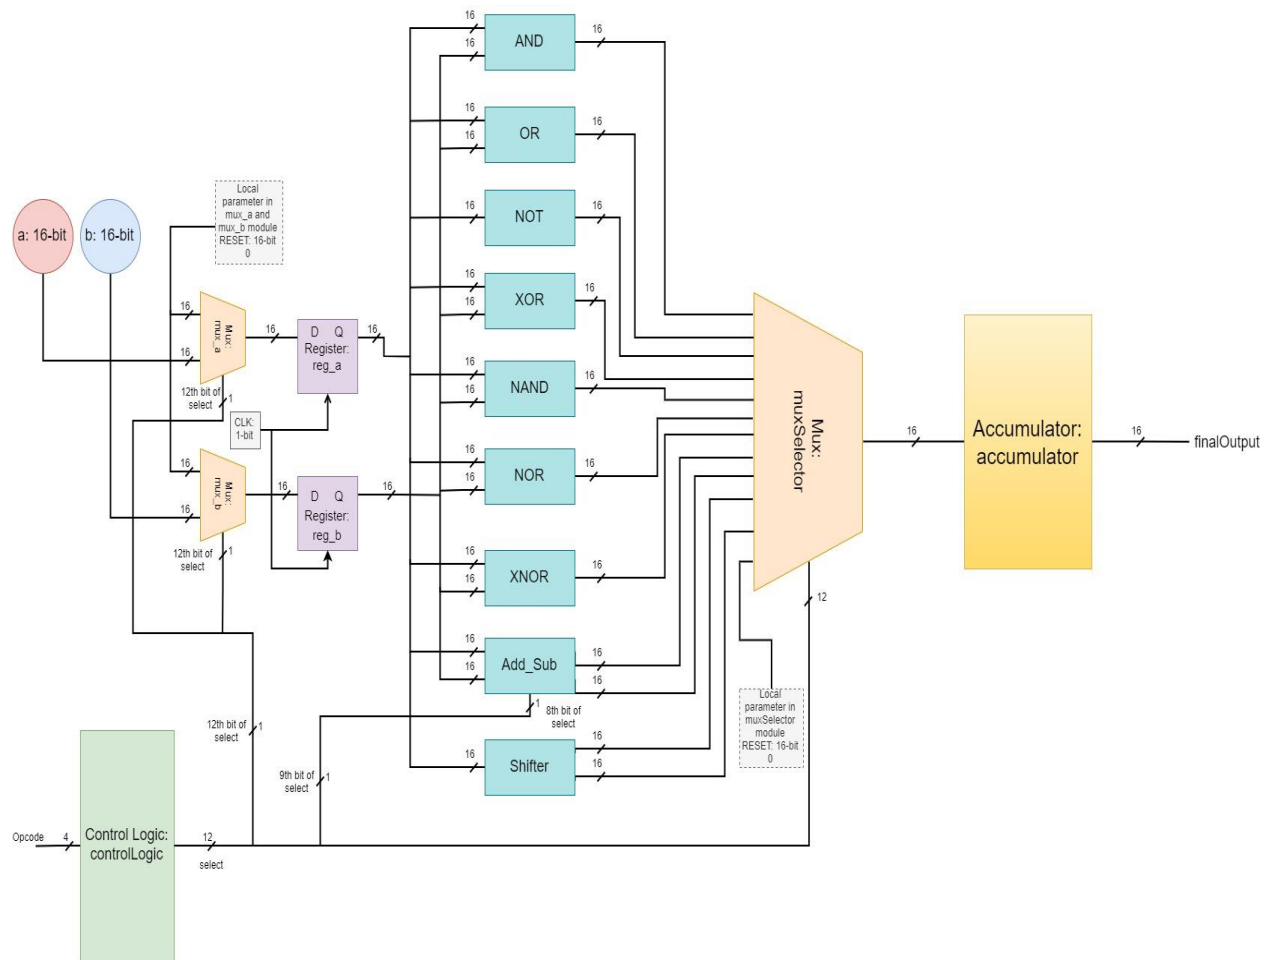 16
16
AND
16
16
16
OR
16
Local
parameter in
mux_a and
mux_b module
RESET: 16-bit
0
16
NOT
16
a: 16-bit
b: 16-bit
16
16
XOR
16
16
16
Mux:
mux_a
16
D Q
Register:
reg_a
16
12th bit of
select
1
CLK:
1-bit
16
16
NAND
16
Mux:
muxSelector
16
Accumulator:
accumulator
16
finalOutput
16
16
Mux:
mux_b
16
D Q
Register:
reg_b
16
12th bit of
select
1
16
16
NOR
16
16
16
XNOR
16
12
16
16
Add_Sub
16
16
1
8th bit of
select
Local
parameter in
muxSelector
module
RESET: 16-bit
0
12th bit of
select
1
9th bit of
select
1
16
Shifter
16
16
Opcode
4
Control Logic:
controlLogic
12
select